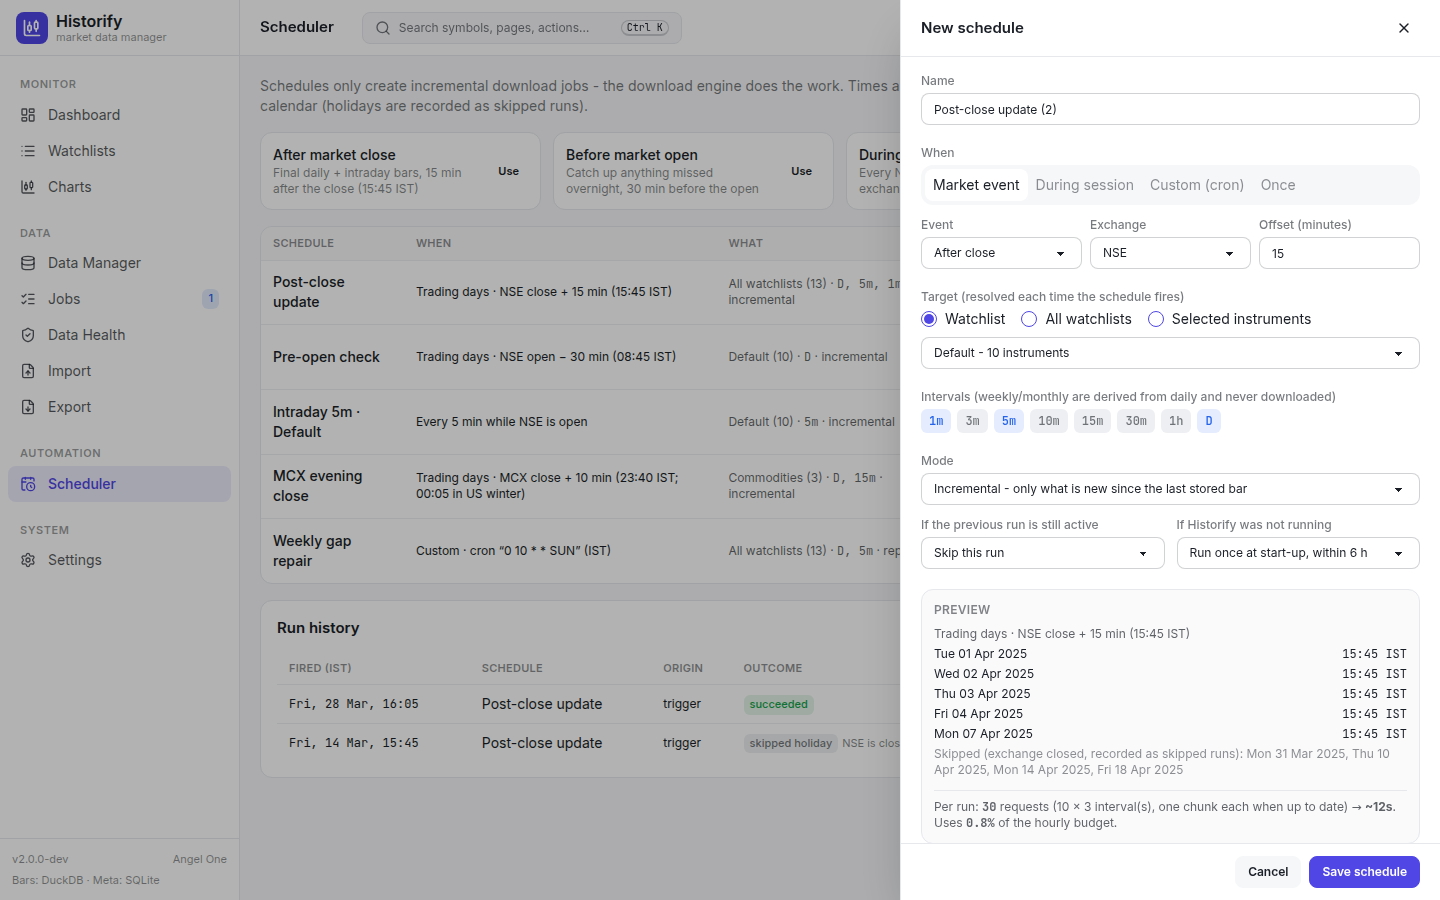 Historify
market data manager
MONITOR
Dashboard
Watchlists
Charts
DATA
Data Manager
Jobs 1
Data Health
Import
Export
AUTOMATION
Scheduler
SYSTEM
Settings
v2.0.0-dev Angel One
Bars: DuckDB · Meta: SQLite
Scheduler
Search symbols, pages, actions... Ctrl K
Schedules only create incremental download jobs - the download engine does the work. Times a
calendar (holidays are recorded as skipped runs).
After market close
Final daily + intraday bars, 15 min
after the close (15:45 IST)
Use
Before market open
Catch up anything missed
overnight, 30 min before the open
Use
During
Every N
exchan
SCHEDULE WHEN WHAT
Post-close
update
Trading days · NSE close + 15 min (15:45 IST)
All watchlists (13) · D, 5m, 1m
incremental
Pre-open check Trading days · NSE open − 30 min (08:45 IST) Default (10) · D · incremental
Intraday 5m ·
Default
Every 5 min while NSE is open
Default (10) · 5m · incremental
MCX evening
close
Trading days · MCX close + 10 min (23:40 IST;
00:05 in US winter)
Commodities (3) · D, 15m ·
incremental
Weekly gap
repair
Custom · cron “0 10 * * SUN” (IST)
All watchlists (13) · D, 5m · rep
Run history
FIRED (IST) SCHEDULE ORIGIN OUTCOME
Fri, 28 Mar, 16:05 Post-close update trigger succeeded
Fri, 14 Mar, 15:45 Post-close update trigger skipped holiday NSE is clos
New schedule
Name
Post-close update (2)
When
Market event During session Custom (cron) Once
Event Exchange Offset (minutes)
After close NSE 15
Target (resolved each time the schedule fires)
Watchlist All watchlists Selected instruments
Default - 10 instruments
Intervals (weekly/monthly are derived from daily and never downloaded)
1m 3m 5m 10m 15m 30m 1h D
Mode
Incremental - only what is new since the last stored bar
If the previous run is still active If Historify was not running
Skip this run Run once at start-up, within 6 h
PREVIEW
Trading days · NSE close + 15 min (15:45 IST)
Tue 01 Apr 2025 15:45 IST
Wed 02 Apr 2025 15:45 IST
Thu 03 Apr 2025 15:45 IST
Fri 04 Apr 2025 15:45 IST
Mon 07 Apr 2025 15:45 IST
Skipped (exchange closed, recorded as skipped runs): Mon 31 Mar 2025, Thu 10
Apr 2025, Mon 14 Apr 2025, Fri 18 Apr 2025
Per run: 30 requests (10 × 3 interval(s), one chunk each when up to date) → ~12s.
Uses 0.8% of the hourly budget.
Cancel Save schedule